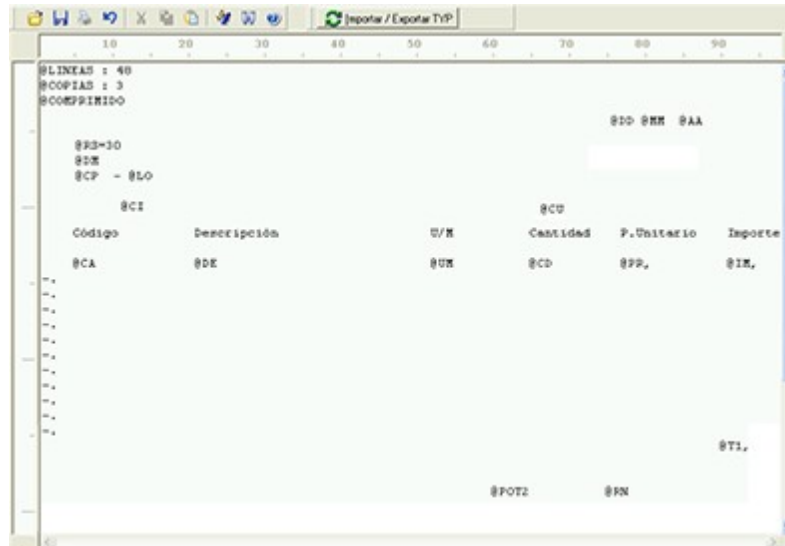 Importar / Exportar TYP
10 20 30 40 50 60 70 80 90
@LINEAS : 48
@COPIAS : 3
@COMPRIMIDO
@DD @MM @AA
@RS=30
@DM
@CP - @LO
@CI @CU
Código Descripción U/M Cantidad P.Unitario Importe
@CA @DE @UM @CD @PR, @IM,
-.
-.
-.
-.
-.
-.
-.
-.
-.
-.
-.
@T1,
@POT2 @RN